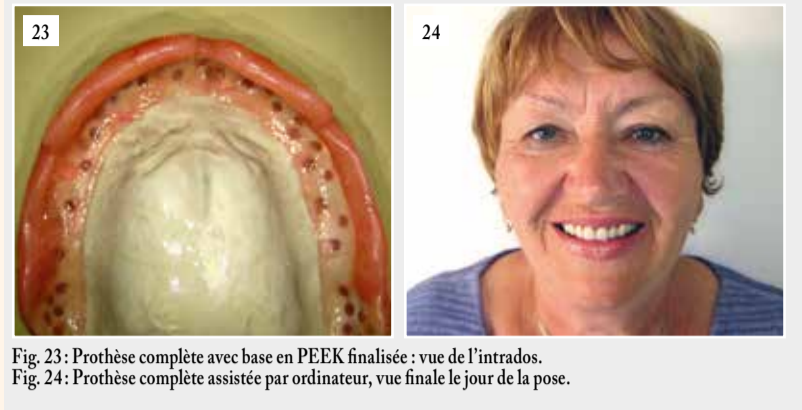 23
24
Fig. 23 : Prothèse complète avec base en PEEK finalisée : vue de l'intrados.
Fig. 24 : Prothèse complète assistée par ordinateur, vue finale le jour de la pose.